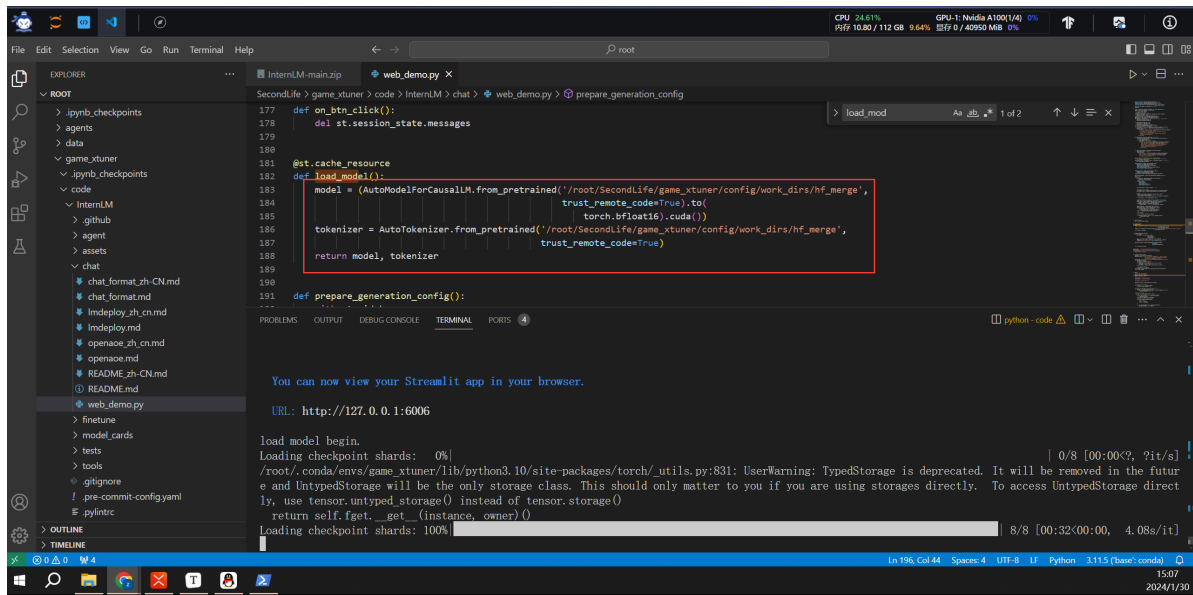 CPU 24.61% GPU-1: Nvidia A100(1/4) 0%
内存 10.80 / 112 GB 9.64% 显存 0 / 40950 MiB 0%
File Edit Selection View Go Run Terminal Help
root
EXPLORER
InternLM-main.zip
web_demo.py
ROOT
SecondLife > game_xtuner > code > InternLM > chat > web_demo.py > prepare_generation_config
.ipynb_checkpoints
agents
data
game_xtuner
.ipynb_checkpoints
code
InternLM
.github
agent
assets
chat
chat_format_zh-CN.md
chat_format.md
lmdeploy_zh_cn.md
lmdeploy.md
openaoe_zh_cn.md
openaoe.md
README_zh-CN.md
README.md
web_demo.py
finetune
model_cards
tests
tools
.gitignore
.pre-commit-config.yaml
.pylintrc
OUTLINE
TIMELINE
load_mod Aa ab 1 of 2
177 def on_btn_click():
178 del st.session_state.messages
179
180
181 @st.cache_resource
182 def load_model():
183 model = (AutoModelForCausalLM.from_pretrained('/root/SecondLife/game_xtuner/config/work_dirs/hf_merge',
184 trust_remote_code=True).to(
185 torch.bfloat16).cuda())
186 tokenizer = AutoTokenizer.from_pretrained('/root/SecondLife/game_xtuner/config/work_dirs/hf_merge',
187 trust_remote_code=True)
188 return model, tokenizer
189
190
191 def prepare_generation_config():
PROBLEMS OUTPUT DEBUG CONSOLE TERMINAL PORTS 4
python - code
You can now view your Streamlit app in your browser.
URL: http://127.0.0.1:6006
load model begin.
Loading checkpoint shards: 0%| | 0/8 [00:00<?, ?it/s]
/root/.conda/envs/game_xtuner/lib/python3.10/site-packages/torch/_utils.py:831: UserWarning: TypedStorage is deprecated. It will be removed in the futur
e and UntypedStorage will be the only storage class. This should only matter to you if you are using storages directly. To access UntypedStorage direct
ly, use tensor.untyped_storage() instead of tensor.storage()
return self.fget.__get__(instance, owner)()
Loading checkpoint shards: 100%| | 8/8 [00:32<00:00, 4.08s/it]
0 0 4
Ln 196, Col 44 Spaces: 4 UTF-8 LF Python 3.11.5 ('base': conda)
15:07
2024/1/30